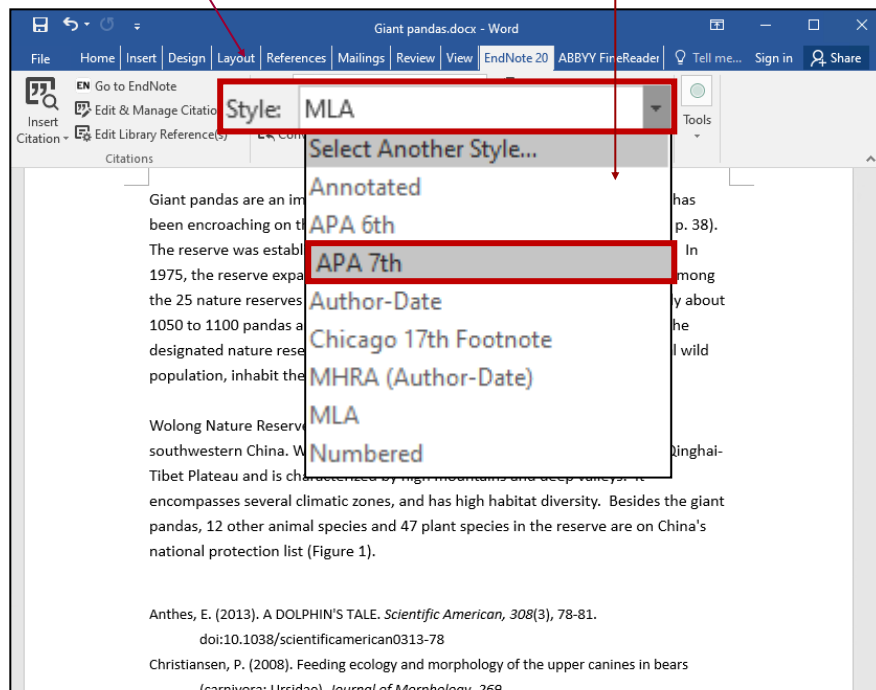 Giant pandas.docx - Word
File Home Insert Design Layout References Mailings Review View EndNote 20 ABBYY FineReader Tell me... Sign in Share
EN Go to EndNote
Edit & Manage Citatio
Edit Library Reference(s)
Insert
Citation
Citations
Tools
Style: MLA
Select Another Style...
Annotated
APA 6th
APA 7th
Author-Date
Chicago 17th Footnote
MHRA (Author-Date)
MLA
Numbered
Giant pandas are an im has
been encroaching on th p. 38).
The reserve was establ In
1975, the reserve expa mong
the 25 nature reserves y about
1050 to 1100 pandas a he
designated nature rese l wild
population, inhabit the
Wolong Nature Reserv
southwestern China. W Qinghai-
Tibet Plateau and is characterized by high mountains and deep valleys. It
encompasses several climatic zones, and has high habitat diversity. Besides the giant
pandas, 12 other animal species and 47 plant species in the reserve are on China's
national protection list (Figure 1).
Anthes, E. (2013). A DOLPHIN'S TALE. Scientific American, 308(3), 78-81.
doi:10.1038/scientificamerican0313-78
Christiansen, P. (2008). Feeding ecology and morphology of the upper canines in bears
(carnivora: Ursidae). Journal of Morphology, 269